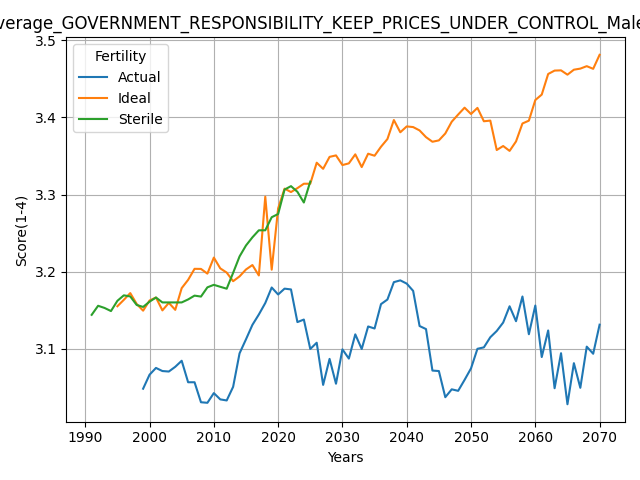 verage_GOVERNMENT_RESPONSIBILITY_KEEP_PRICES_UNDER_CONTROL_Male
3.5
3.4
3.3
3.2
3.1
Score(1-4)
Fertility
Actual
Ideal
Sterile
1990 2000 2010 2020 2030 2040 2050 2060 2070
Years